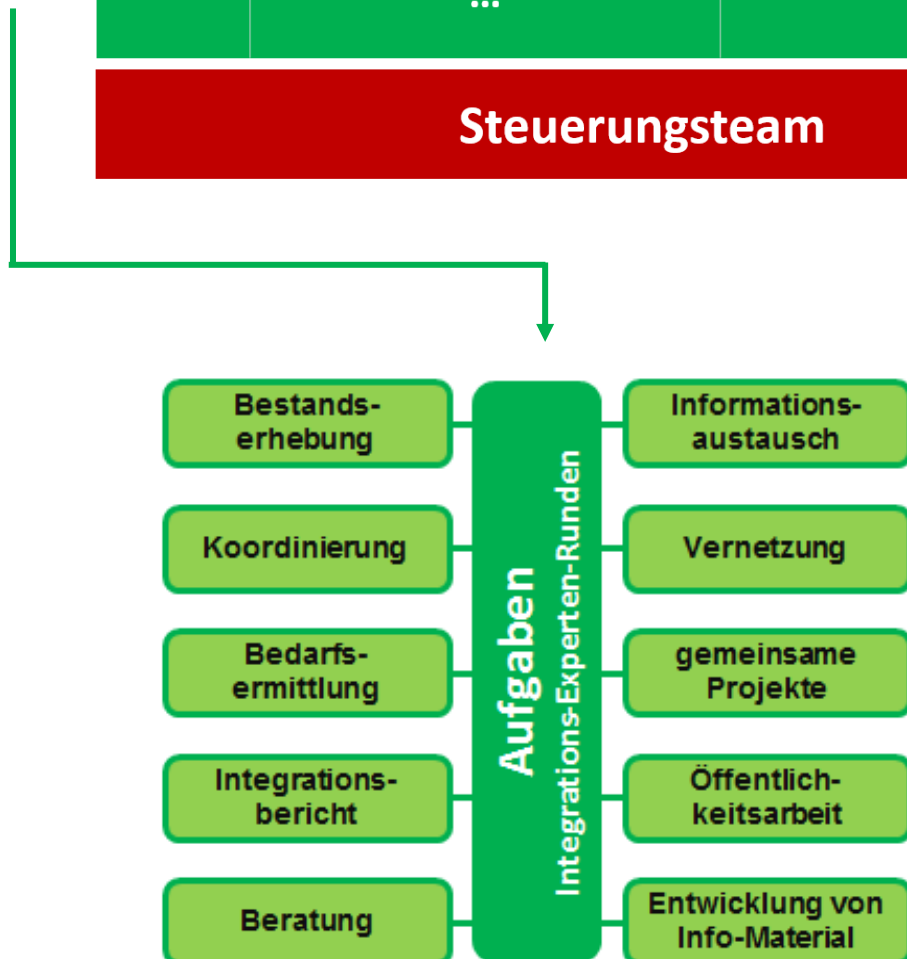 ...
Steuerungsteam
Bestands-
erhebung
Koordinierung
Bedarfs-
ermittlung
Integrations-
bericht
Beratung
Aufgaben
Integrations-Experten-Runden
Informations-
austausch
Vernetzung
gemeinsame
Projekte
Öffentlich-
keitsarbeit
Entwicklung von
Info-Material